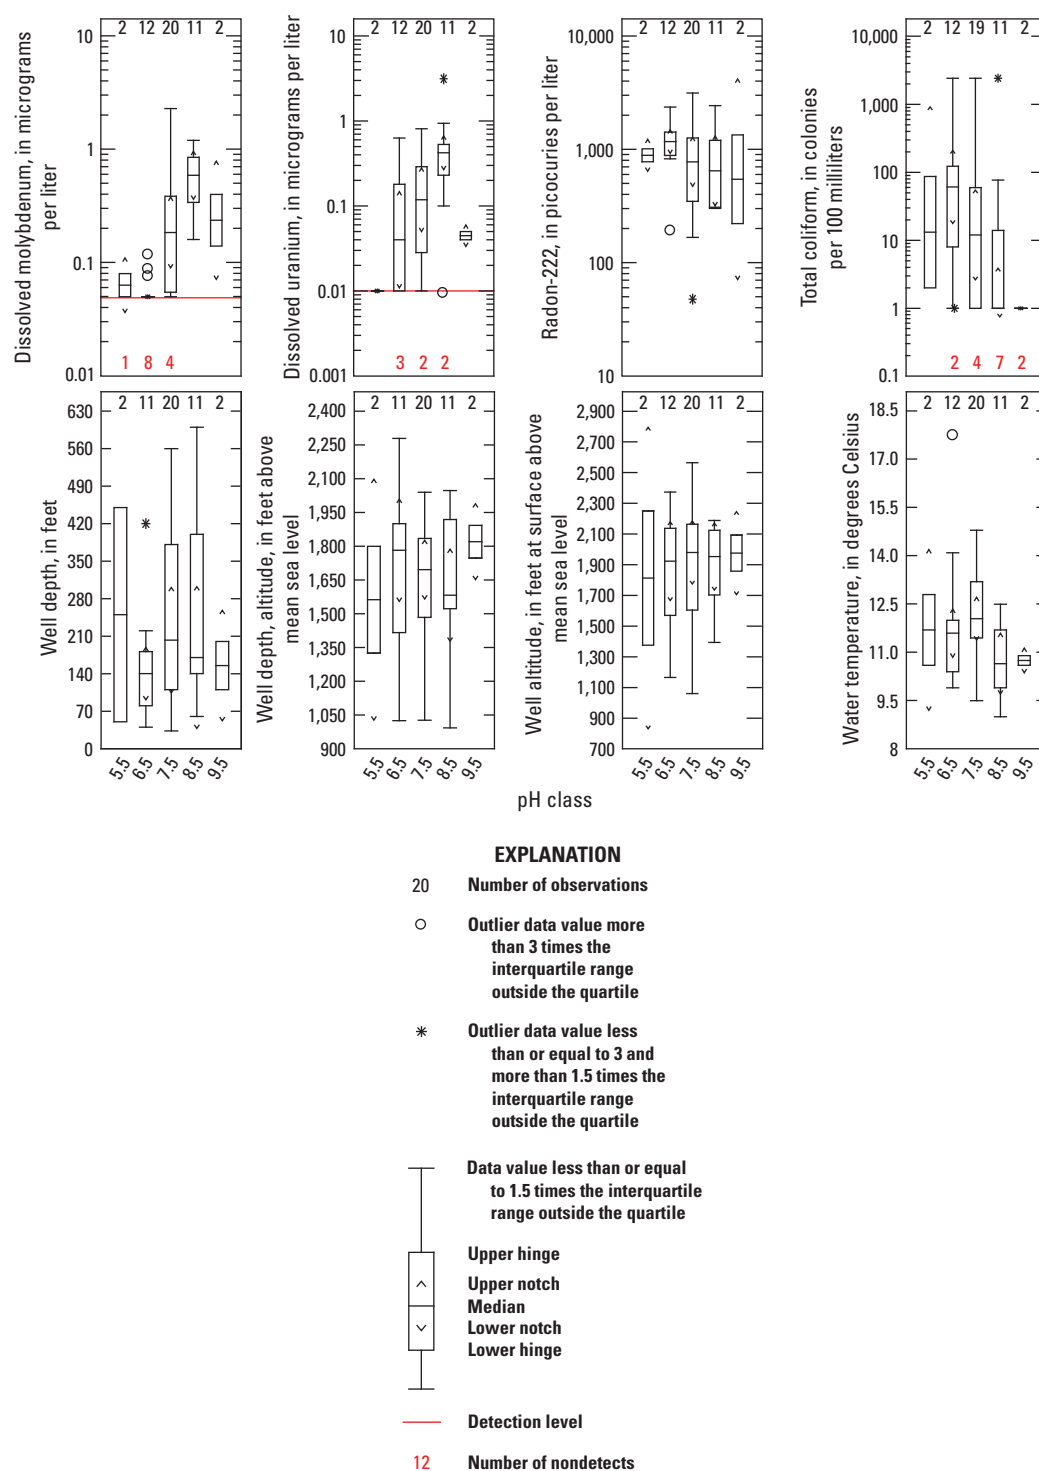 2 12 20 11 2
10
1
0.1
0.01
Dissolved molybdenum, in micrograms
per liter
1 8 4
2 12 20 11 2
10
1
0.1
0.01
0.001
Dissolved uranium, in micrograms per liter
3 2 2
2 12 20 11 2
10,000
1,000
100
10
Radon-222, in picocuries per liter
2 12 19 11 2
10,000
1,000
100
10
1
0.1
Total coliform, in colonies
per 100 milliliters
2 4 7 2
2 11 20 11 2
630
560
490
420
350
280
210
140
70
0
Well depth, in feet
5.5 6.5 7.5 8.5 9.5
2 11 20 11 2
2,400
2,250
2,100
1,950
1,800
1,650
1,500
1,350
1,200
1,050
900
Well depth, altitude, in feet above
mean sea level
5.5 6.5 7.5 8.5 9.5
2 12 20 11 2
2,900
2,700
2,500
2,300
2,100
1,900
1,700
1,500
1,300
1,100
900
700
Well altitude, in feet at surface above
mean sea level
5.5 6.5 7.5 8.5 9.5
2 12 20 11 2
18.5
17.0
15.5
14.0
12.5
11.0
9.5
8
Water temperature, in degrees Celsius
5.5 6.5 7.5 8.5 9.5
pH class
EXPLANATION
20 Number of observations
Outlier data value more
than 3 times the
interquartile range
outside the quartile
Outlier data value less
than or equal to 3 and
more than 1.5 times the
interquartile range
outside the quartile
Data value less than or equal
to 1.5 times the interquartile
range outside the quartile
Upper hinge
Upper notch
Median
Lower notch
Lower hinge
Detection level
12 Number of nondetects